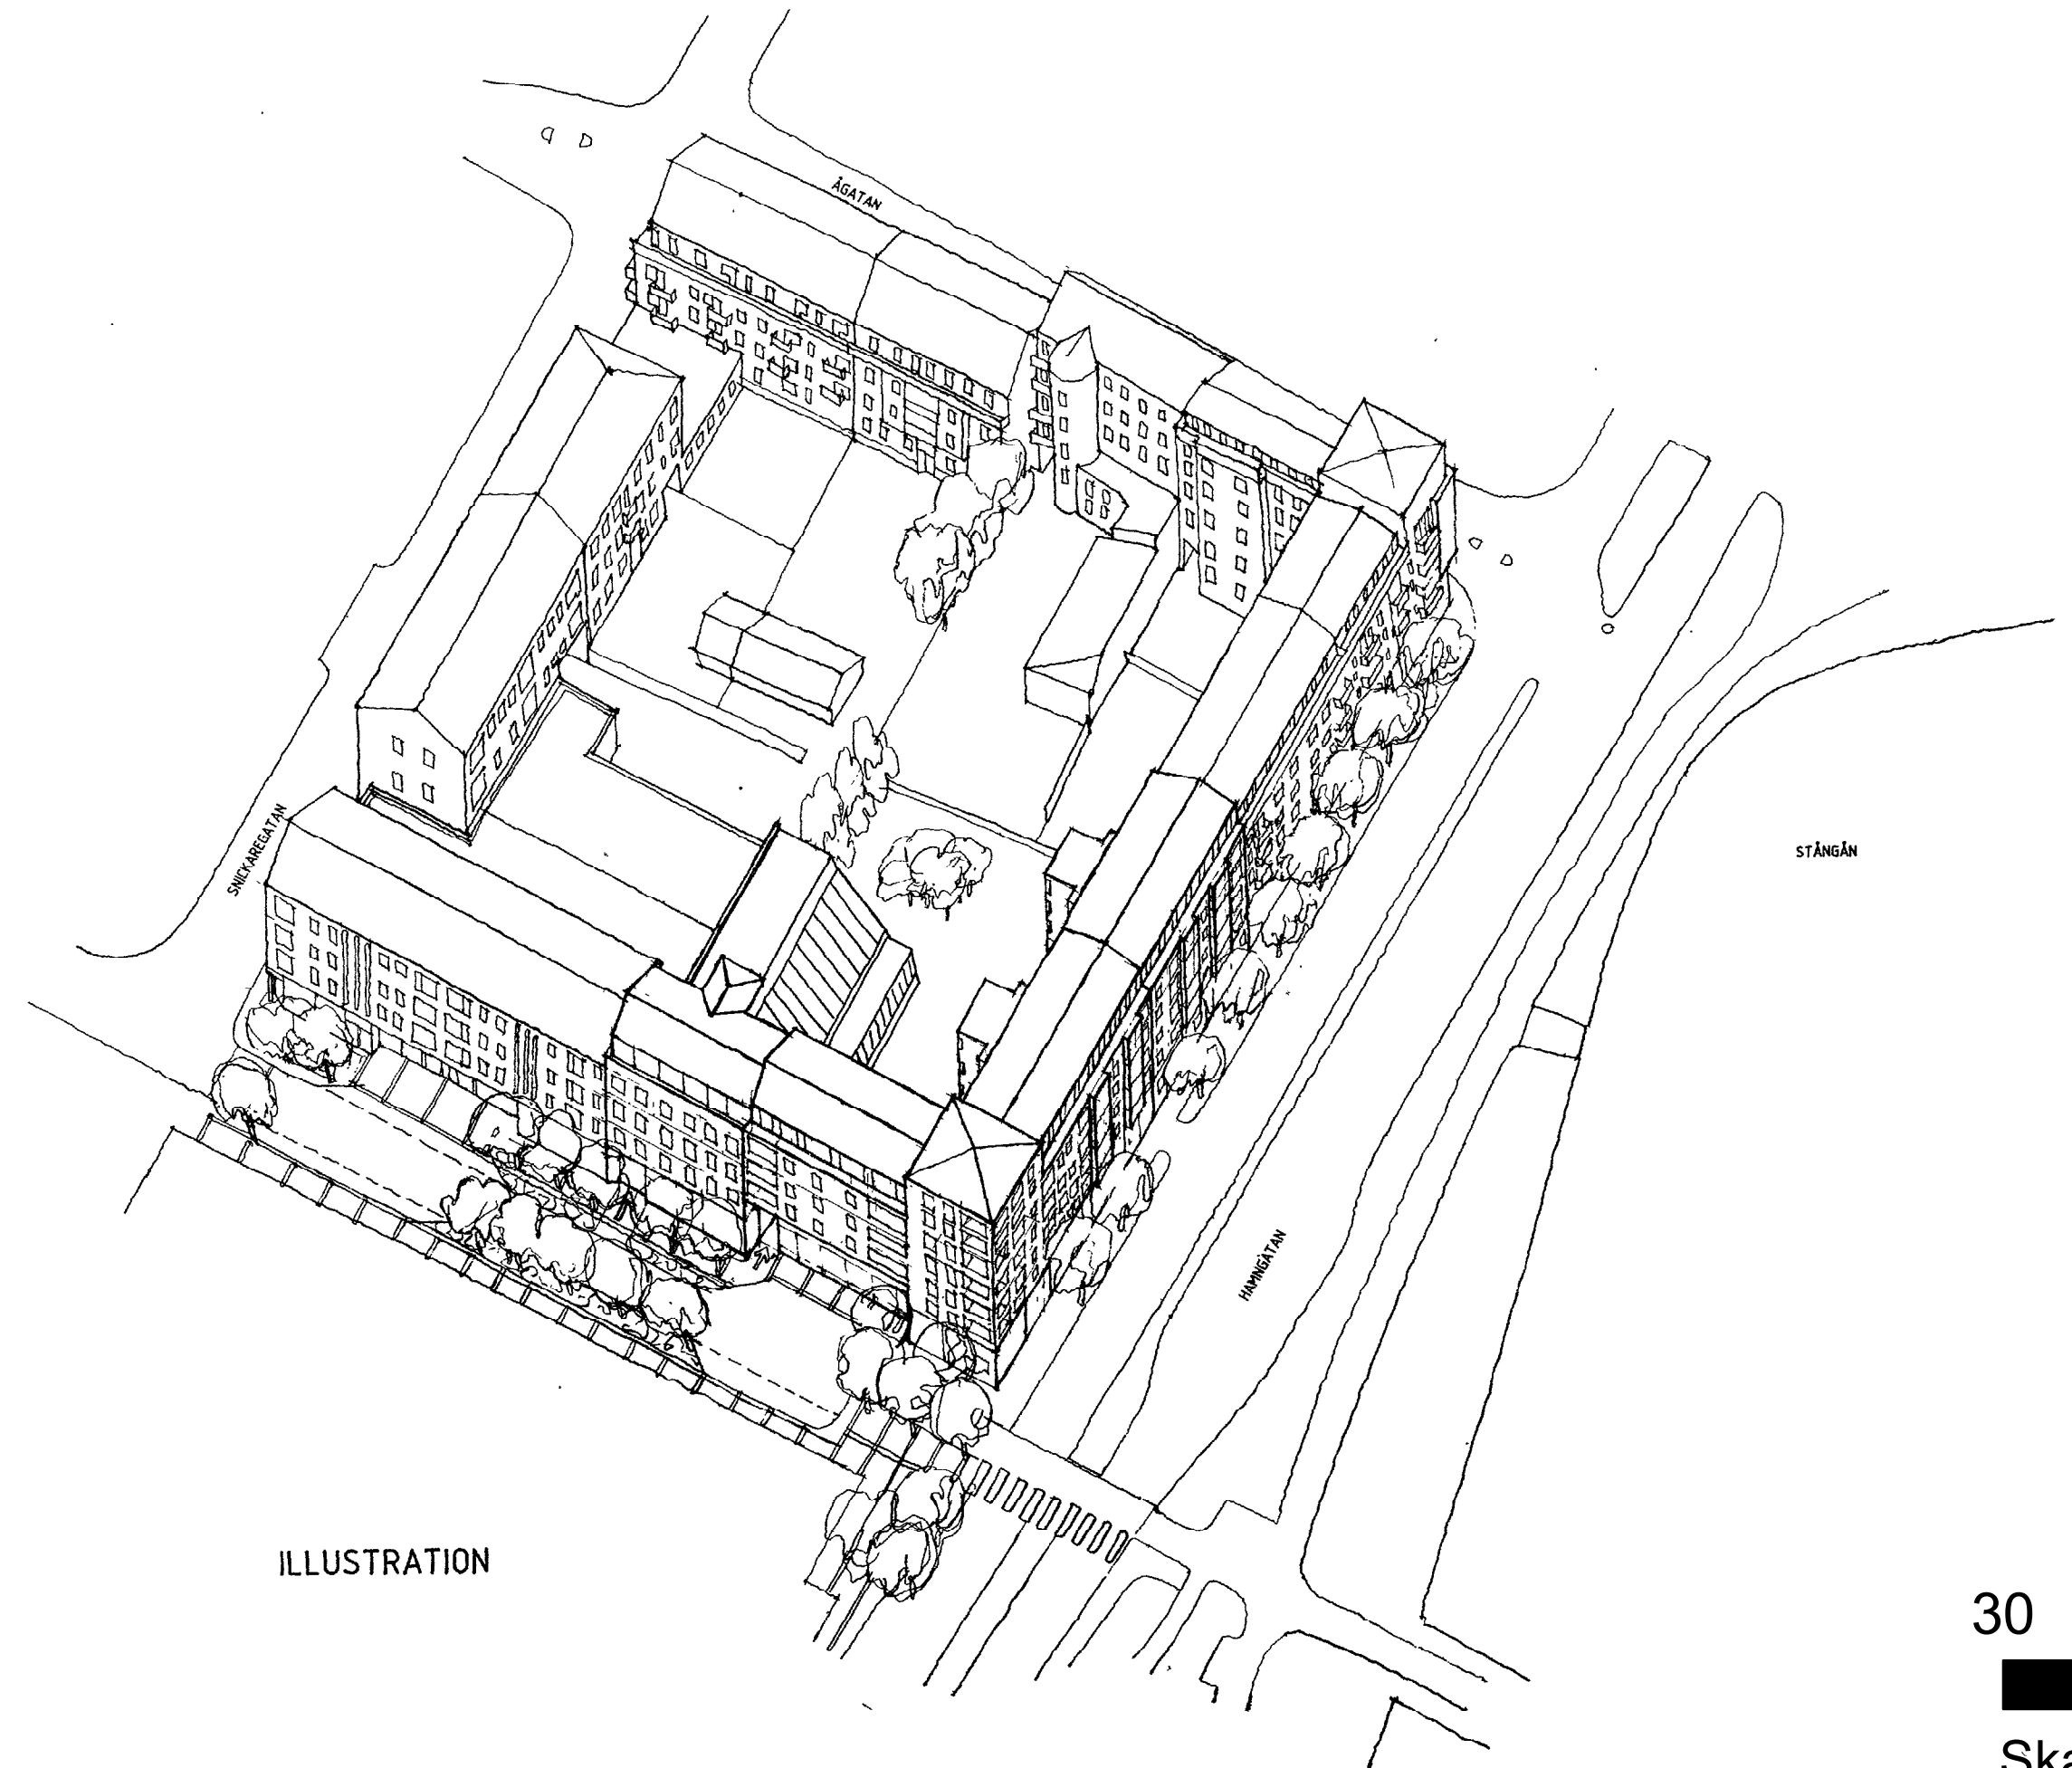 ÅGATAN
SNICKAREGATAN
STÅNGÅN
HAMNGATAN
ILLUSTRATION
30